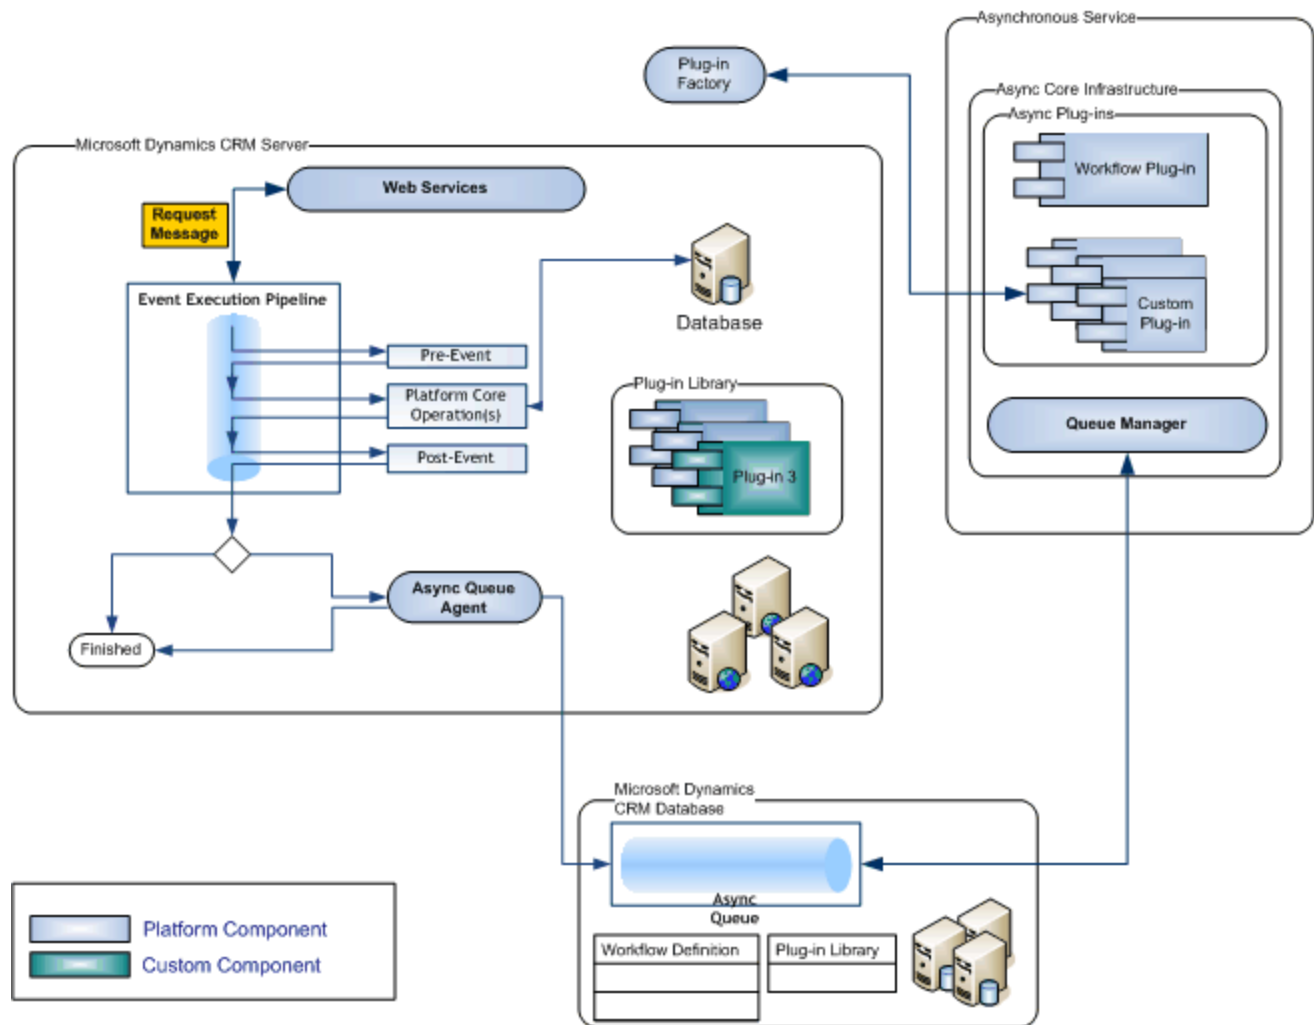 Asynchronous Service
Plug-in
Factory
Async Core Infrastructure
Async Plug-ins
Workflow Plug-in
Custom
Plug-in
Queue Manager
Microsoft Dynamics CRM Server
Web Services
Request
Message
Event Execution Pipeline
Pre-Event
Platform Core
Operation(s)
Post-Event
Database
Plug-in Library
Plug-in 3
Async Queue
Agent
Finished
Microsoft Dynamics
CRM Database
Async
Queue
Workflow Definition
Plug-in Library
Platform Component
Custom Component